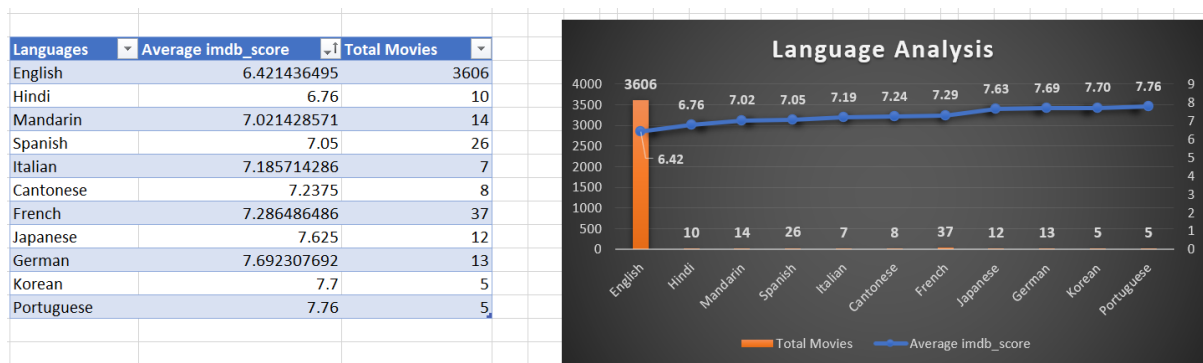 Languages Average imdb_score Total Movies
English 6.421436495 3606
Hindi 6.76 10
Mandarin 7.021428571 14
Spanish 7.05 26
Italian 7.185714286 7
Cantonese 7.2375 8
French 7.286486486 37
Japanese 7.625 12
German 7.692307692 13
Korean 7.7 5
Portuguese 7.76 5
Language Analysis
4000 3500 3000 2500 2000 1500 1000 500 0
3606
6.42 6.76 7.02 7.05 7.19 7.24 7.29 7.63 7.69 7.70 7.76
10 14 26 7 8 37 12 13 5 5
9 8 7 6 5 4 3 2 1 0
English Hindi Mandarin Spanish Italian Cantonese French Japanese German Korean Portuguese
Total Movies Average imdb_score